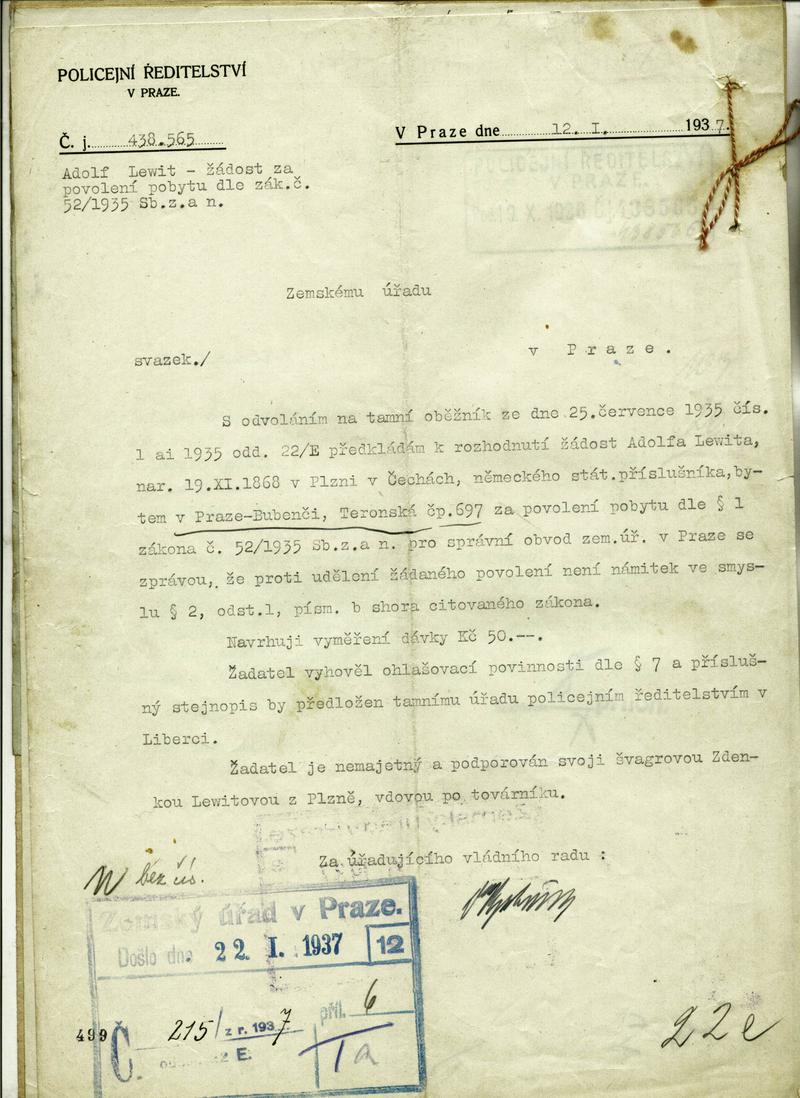 POLICEJNÍ ŘEDITELSTVÍ
V PRAZE.
Č. j. 438.565
V Praze dne 12. I. 1937.
Adolf Lewit - žádost za
povolení pobytu dle zák.č.
52/1935 Sb.z.a n.
POLICEJNÍ ŘEDITELSTVÍ
PRAZE
Zemskému úřadu
v Praze.
svazek./
S odvoláním na tamní oběžník ze dne 25.července 1935 čís.
1 ai 1935 odd. 22/E předkládám k rozhodnutí žádost Adolfa Lewita,
nar. 19.XI.1868 v Plzni v Čechách, německého stát.příslušníka,by-
tem v Praze-Bubenči, Teronská čp.697 za povolení pobytu dle § 1
zákona č. 52/1935 Sb.z.a n. pro správní obvod zem.úř. v Praze se
zprávou, že proti udělení žádaného povolení není námitek ve smys-
lu § 2, odst.1, písm. b shora citovaného zákona.
Navrhuji vyměření dávky Kč 50.--.
Žadatel vyhověl ohlašovací povinnosti dle § 7 a přísluš-
ný stejnopis by předložen tamnímu úřadu policejním ředitelstvím v
Liberci.
Žadatel je nemajetný a podporován svojí švagrovou Zden-
kou Lewitovou z Plzně, vdovou po továrníku.
Za úřadujícího vládního radu :
bez čís.
Zemský úřad v Praze.
Došlo dne 22. I. 1937 12
příl. 6
499 Č. 215/ z r. 1937
E.
1a
22e